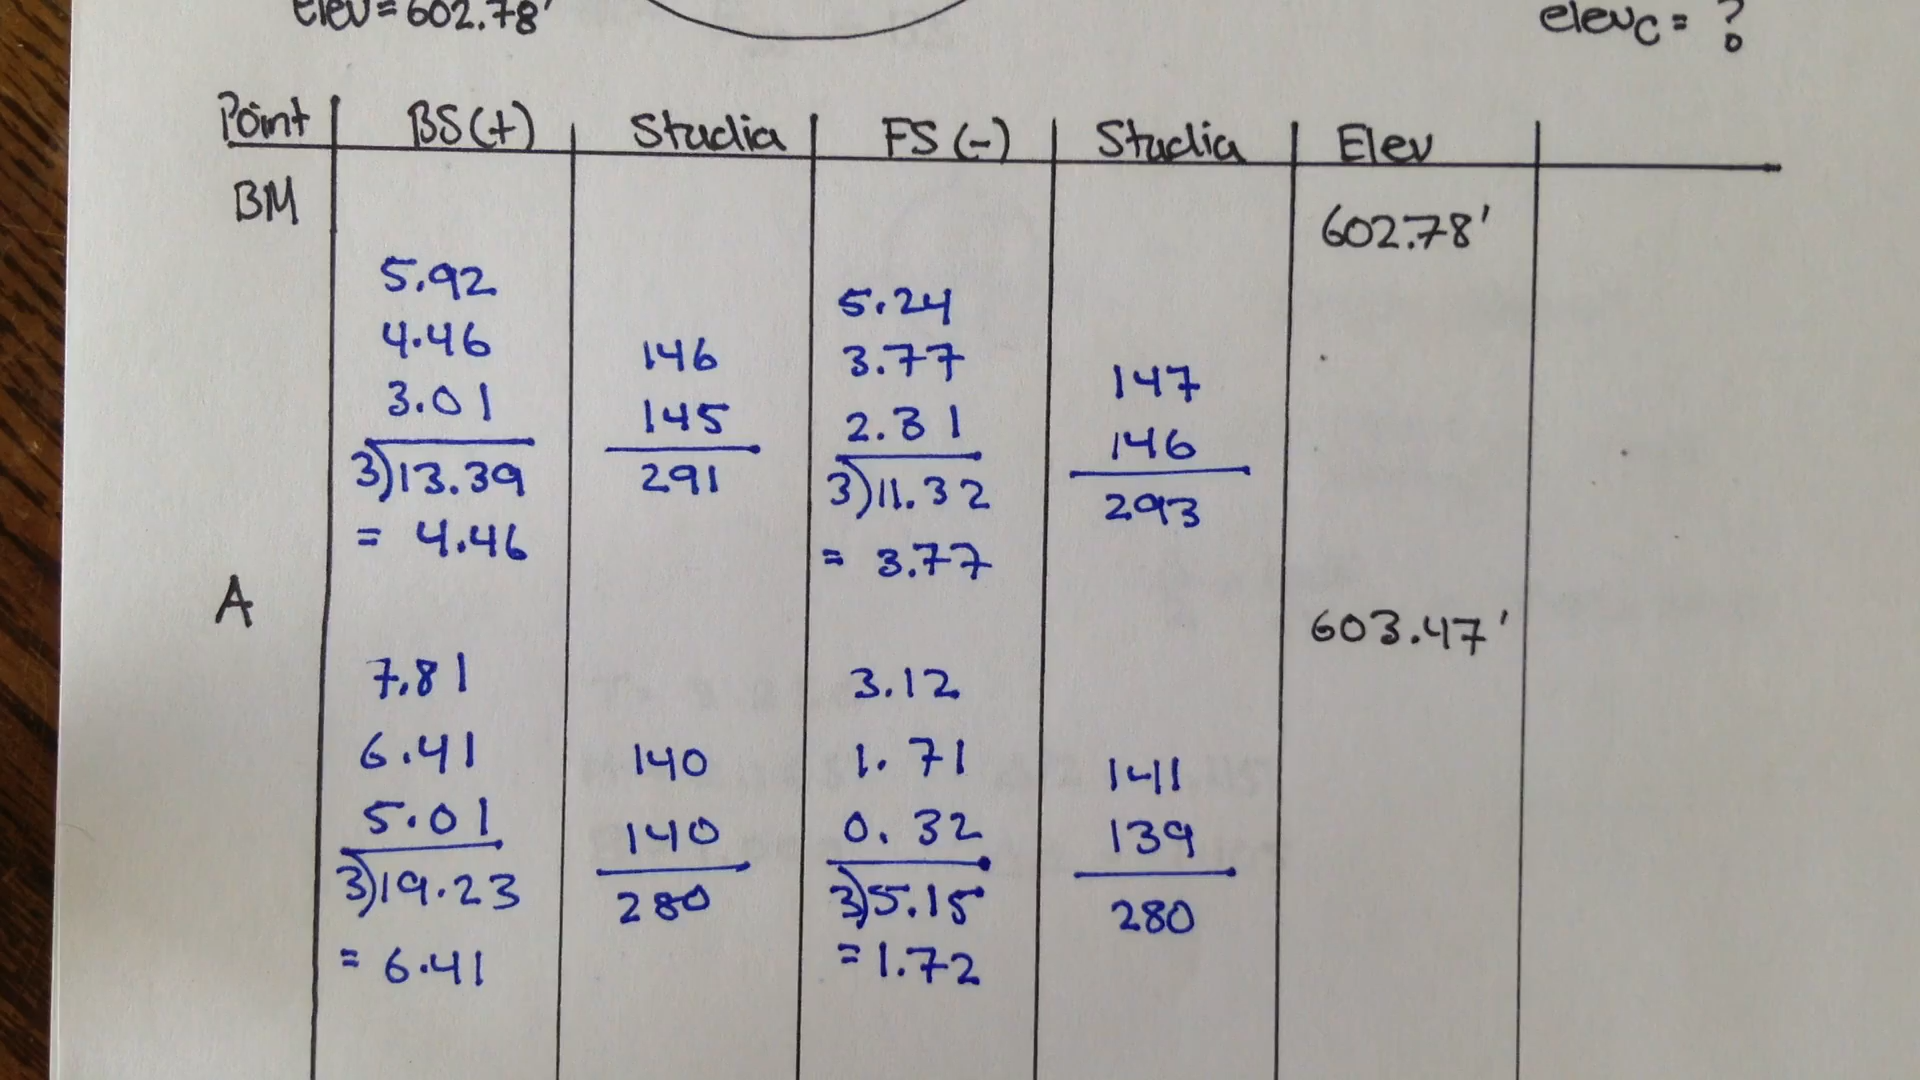 elev=602.78'
elevc = ?
Point BS(+) Stadia FS(-) Stadia Elev
BM
602.78'
5.92 5.24
4.46 146 3.77 147
3.01 145 2.31 146
3)13.39 291 3)11.32 293
= 4.46 = 3.77
A 603.47'
7.81 3.12
6.41 140 1.71 141
5.01 140 0.32 139
3)19.23 280 3)5.15 280
= 6.41 = 1.72